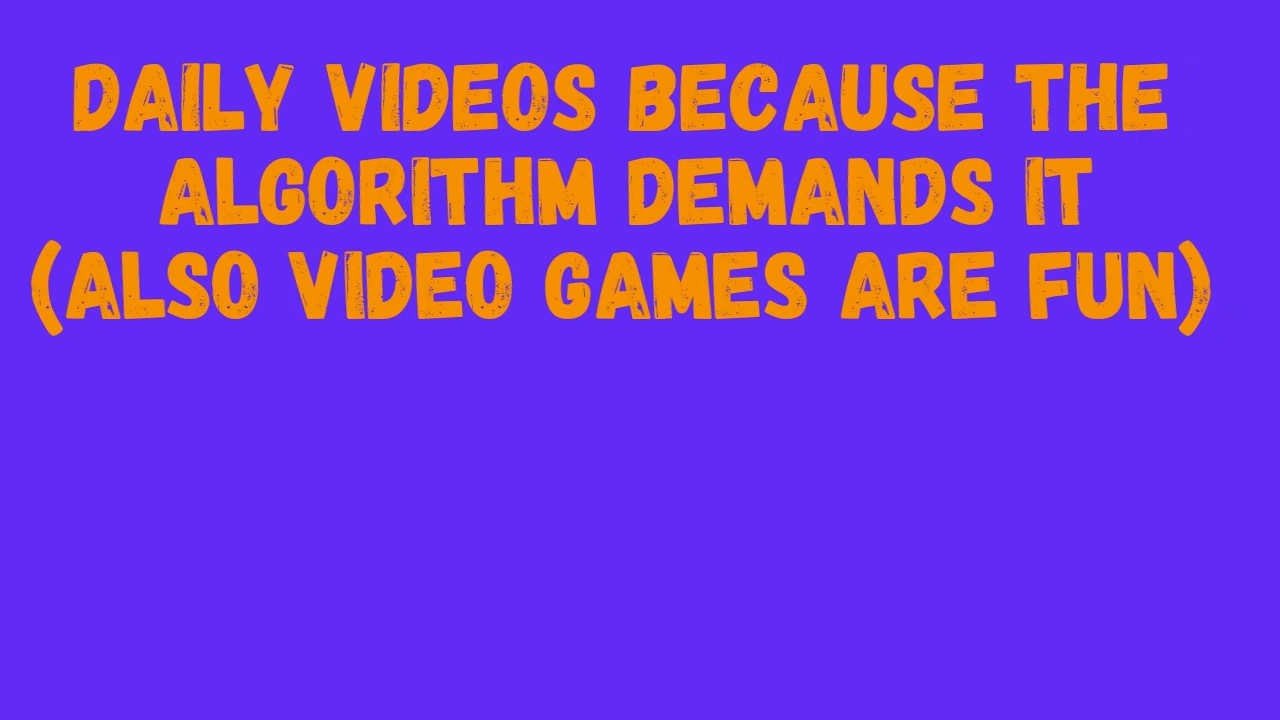 DAILY VIDEOS BECAUSE THE
ALGORITHM DEMANDS IT
(ALSO VIDEO GAMES ARE FUN)